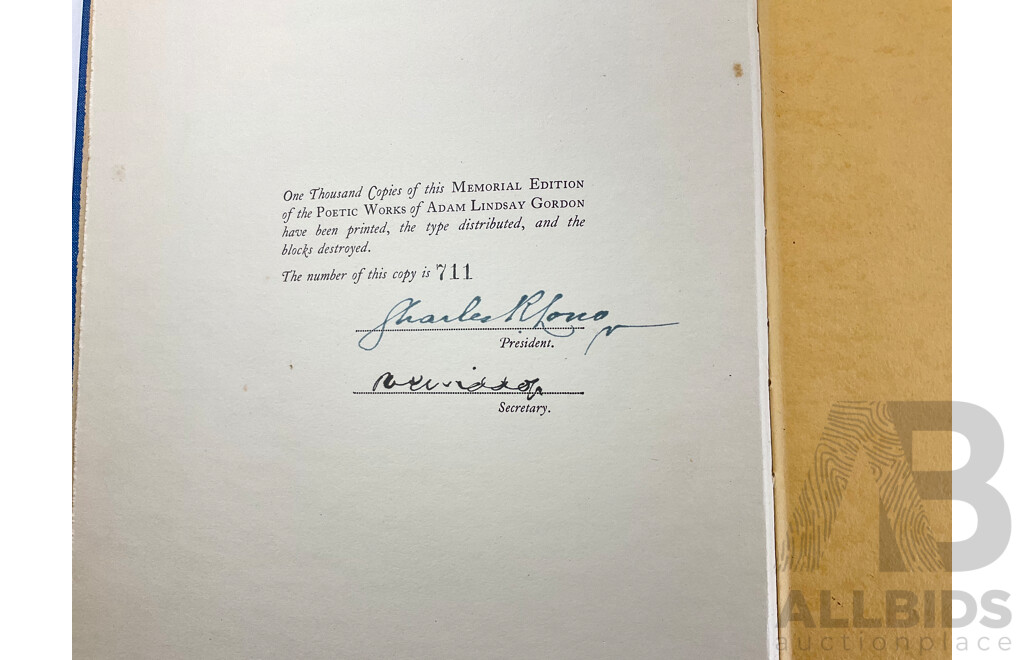 One Thousand Copies of this MEMORIAL EDITION
of the POETIC WORKS of ADAM LINDSAY GORDON
have been printed, the type distributed, and the
blocks destroyed.
The number of this copy is 711
Charles R Long
President.
Secretary.
AB
ALLBIDS
auctionplace